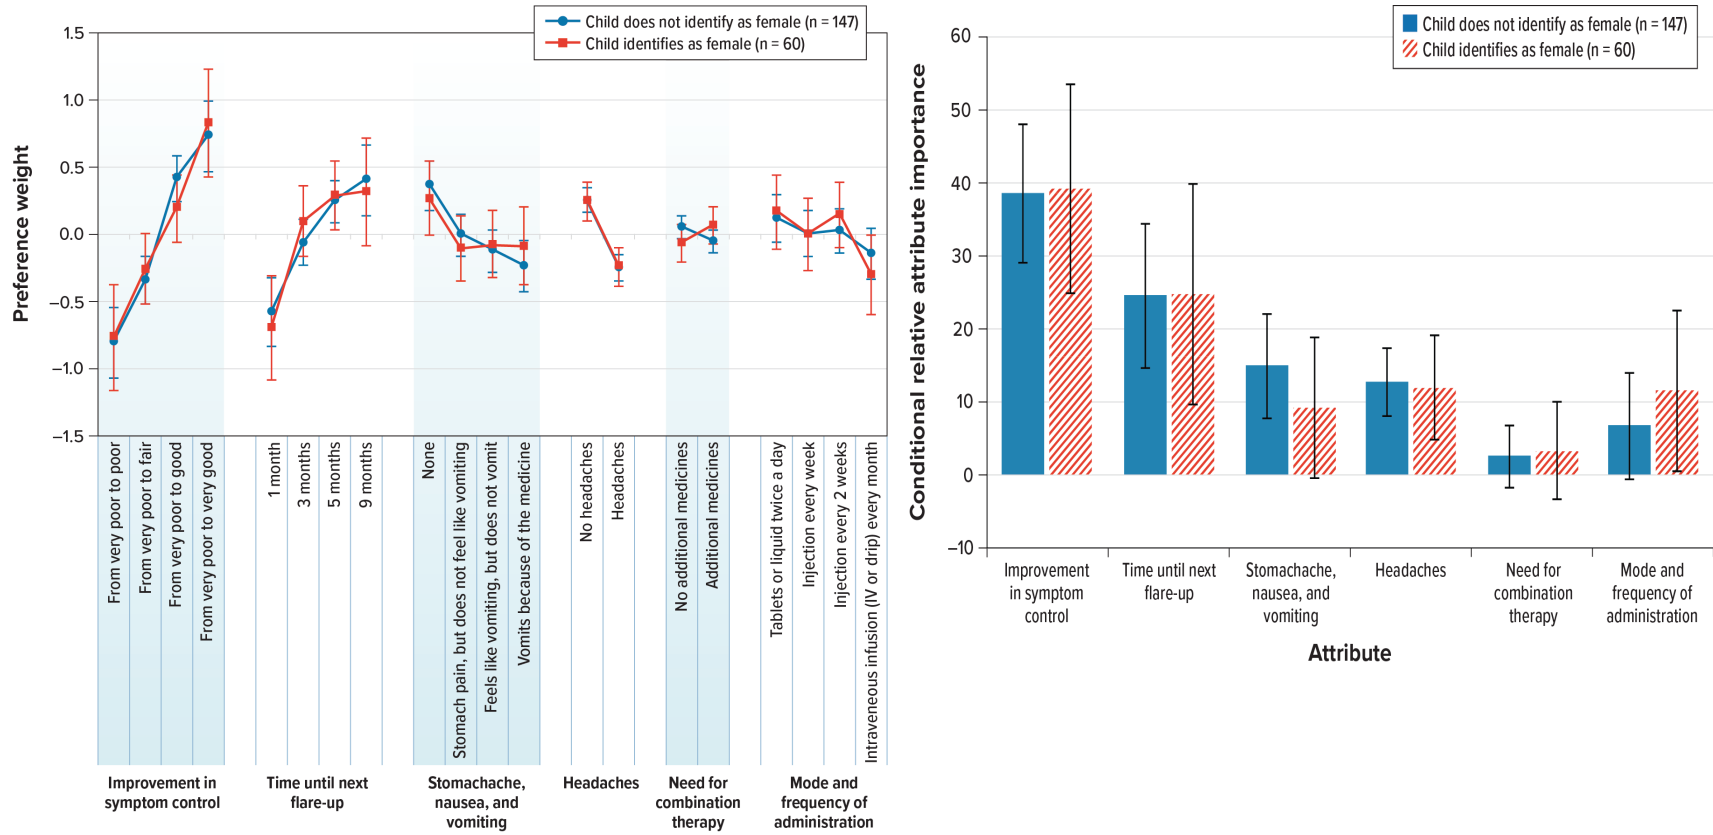 Child does not identify as female (n = 147)
Child identifies as female (n = 60)
Preference weight
1.5
1.0
0.5
0.0
–0.5
–1.0
–1.5
From very poor to poor
From very poor to fair
From very poor to good
From very poor to very good
1 month
3 months
5 months
9 months
None
Stomach pain, but does not feel like vomiting
Feels like vomiting, but does not vomit
Vomits because of the medicine
No headaches
Headaches
No additional medicines
Additional medicines
Tablets or liquid twice a day
Injection every week
Injection every 2 weeks
Intraveneous infusion (IV or drip) every month
Improvement in
symptom control
Time until next
flare-up
Stomachache,
nausea, and
vomiting
Headaches
Need for
combination
therapy
Mode and
frequency of
administration
Child does not identify as female (n = 147)
Child identifies as female (n = 60)
Conditional relative attribute importance
60
50
40
30
20
10
0
–10
Improvement
in symptom
control
Time until next
flare-up
Stomachache,
nausea, and
vomiting
Headaches
Need for
combination
therapy
Mode and
frequency of
administration
Attribute